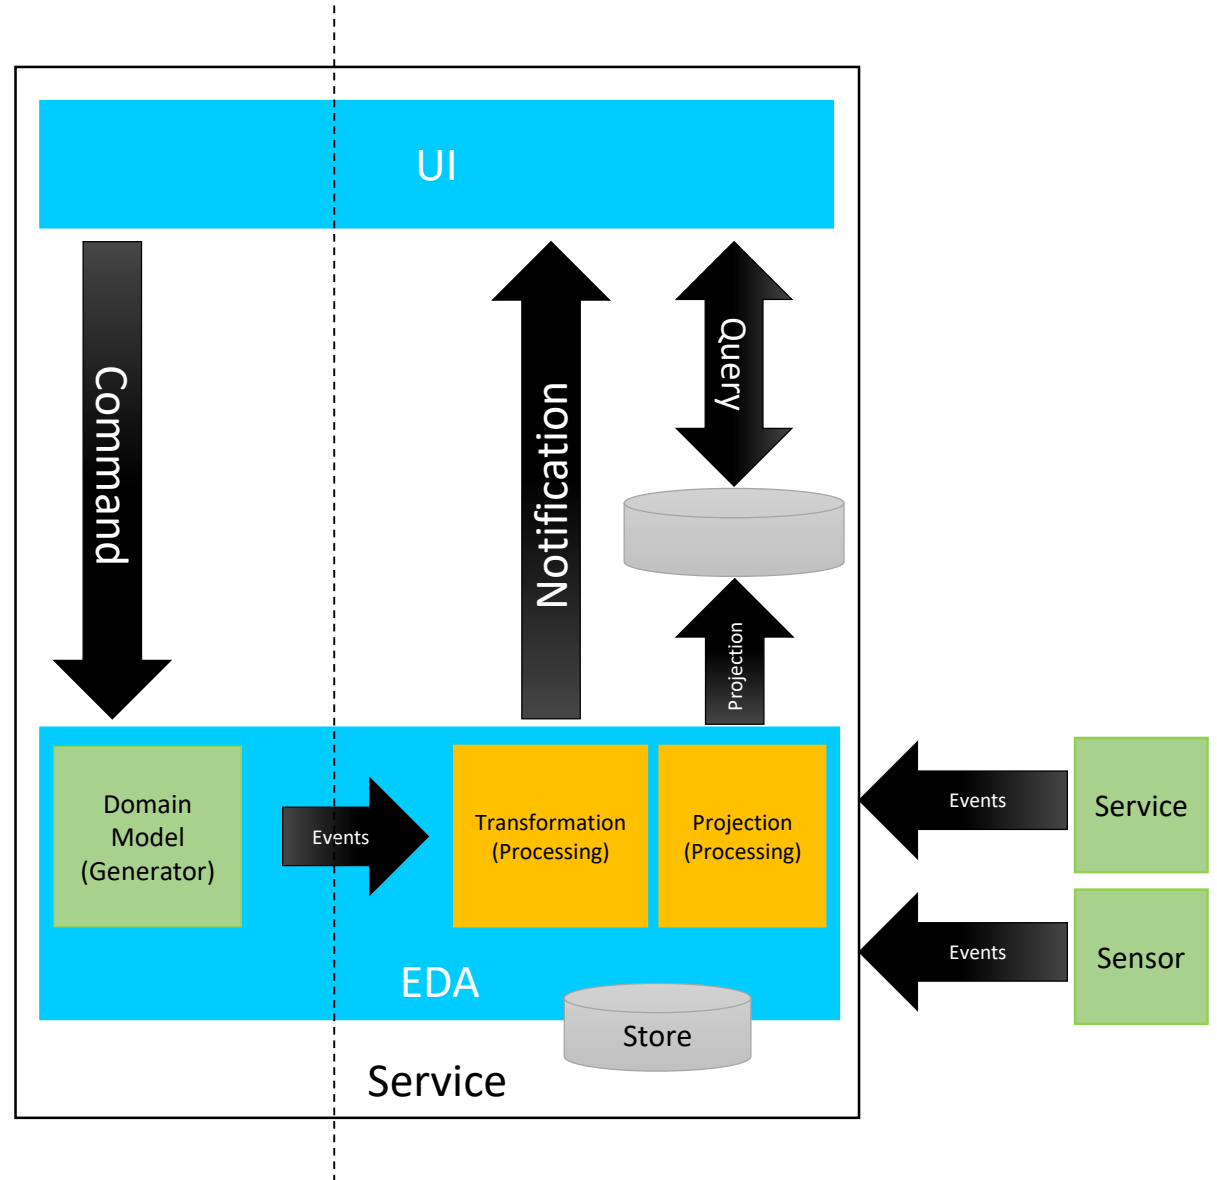 UI
Command
Notification
Query
Projection
Domain
Model
(Generator)
Events
Transformation
(Processing)
Projection
(Processing)
Events
Service
Events
Sensor
EDA
Store
Service